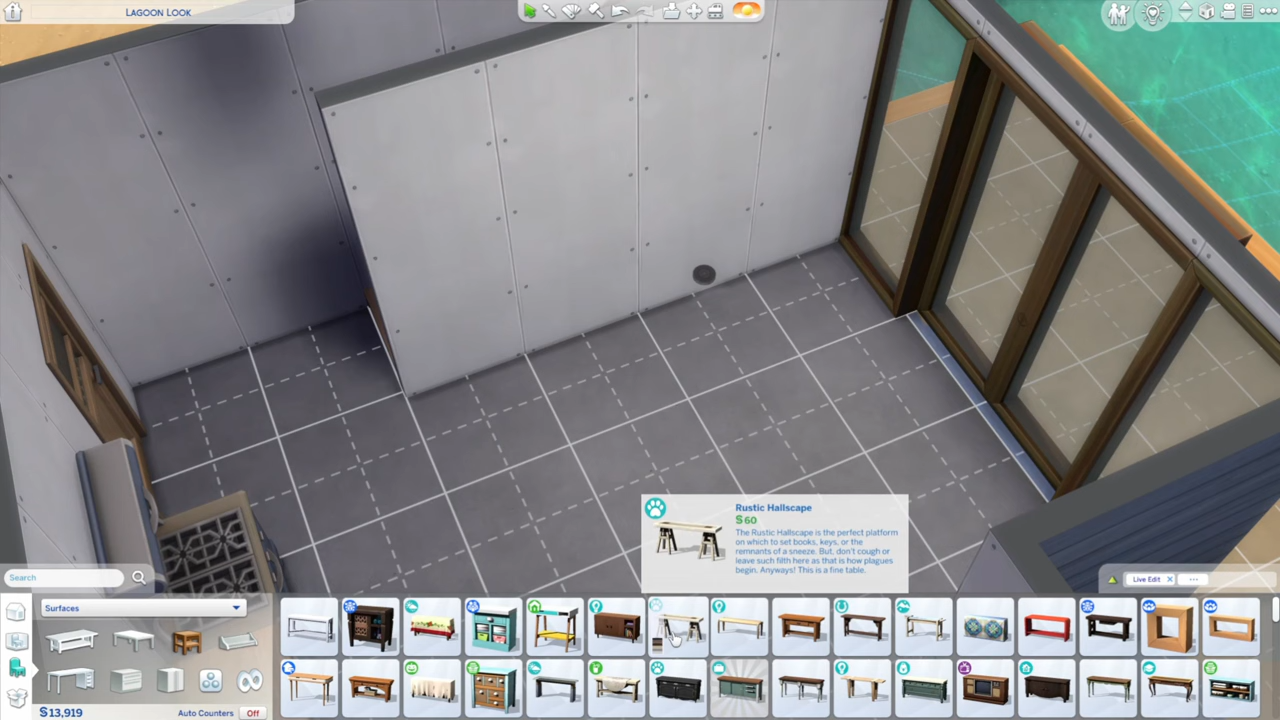 LAGOON LOOK
Rustic Hallscape
§60
The Rustic Hallscape is the perfect platform
on which to set books, keys, or the
remnants of a sneeze. But, don't cough or
leave such filth here as that is how plagues
begin. Anyways! This is a fine table.
Search
Live Edit
Surfaces
§13,919
Auto Counters
Off